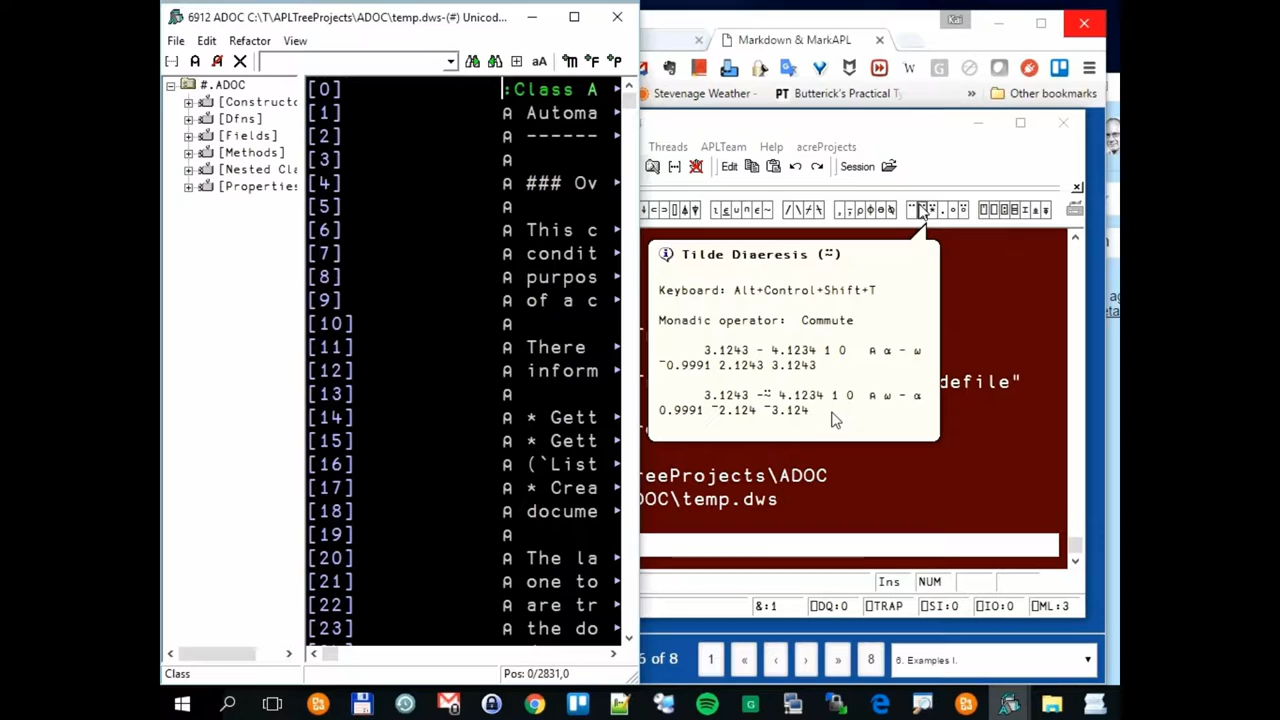 6912 ADOC C:\T\APLTreeProjects\ADOC\temp.dws-(#) Unicod...
File Edit Refactor View
#.ADOC
[Constructo
[Dfns]
[Fields]
[Methods]
[Nested Cla
[Properties
[0] :Class A
[1] ⍝ Automa
[2] ⍝ ------
[3] ⍝
[4] ⍝ ### Ov
[5] ⍝
[6] ⍝ This c
[7] ⍝ condit
[8] ⍝ purpos
[9] ⍝ of a c
[10] ⍝
[11] ⍝ There
[12] ⍝ inform
[13] ⍝
[14] ⍝ * Gett
[15] ⍝ * Gett
[16] ⍝ (`List
[17] ⍝ * Crea
[18] ⍝ docume
[19] ⍝
[20] ⍝ The la
[21] ⍝ one to
[22] ⍝ are tr
[23] ⍝ the do
Class Pos: 0/2831,0
Kai
Markdown & MarkAPL
Stevenage Weather - PT Butterick's Practical Ty » Other bookmarks
Threads APLTeam Help acreProjects
Edit Session
Tilde Diaeresis (⍨)
Keyboard: Alt+Control+Shift+T
Monadic operator: Commute
3.1243 - 4.1234 1 0 ⍝ ⍺ - ⍵
¯0.9991 2.1243 3.1243
3.1243 -⍨ 4.1234 1 0 ⍝ ⍵ - ⍺
0.9991 ¯2.124 ¯3.124
defile"
reeProjects\ADOC
DOC\temp.dws
Ins NUM
&:1 ⎕DQ:0 ⎕TRAP ⎕SI:0 ⎕IO:0 ⎕ML:3
6 of 8 1 « ‹ › » 8 6. Examples I.